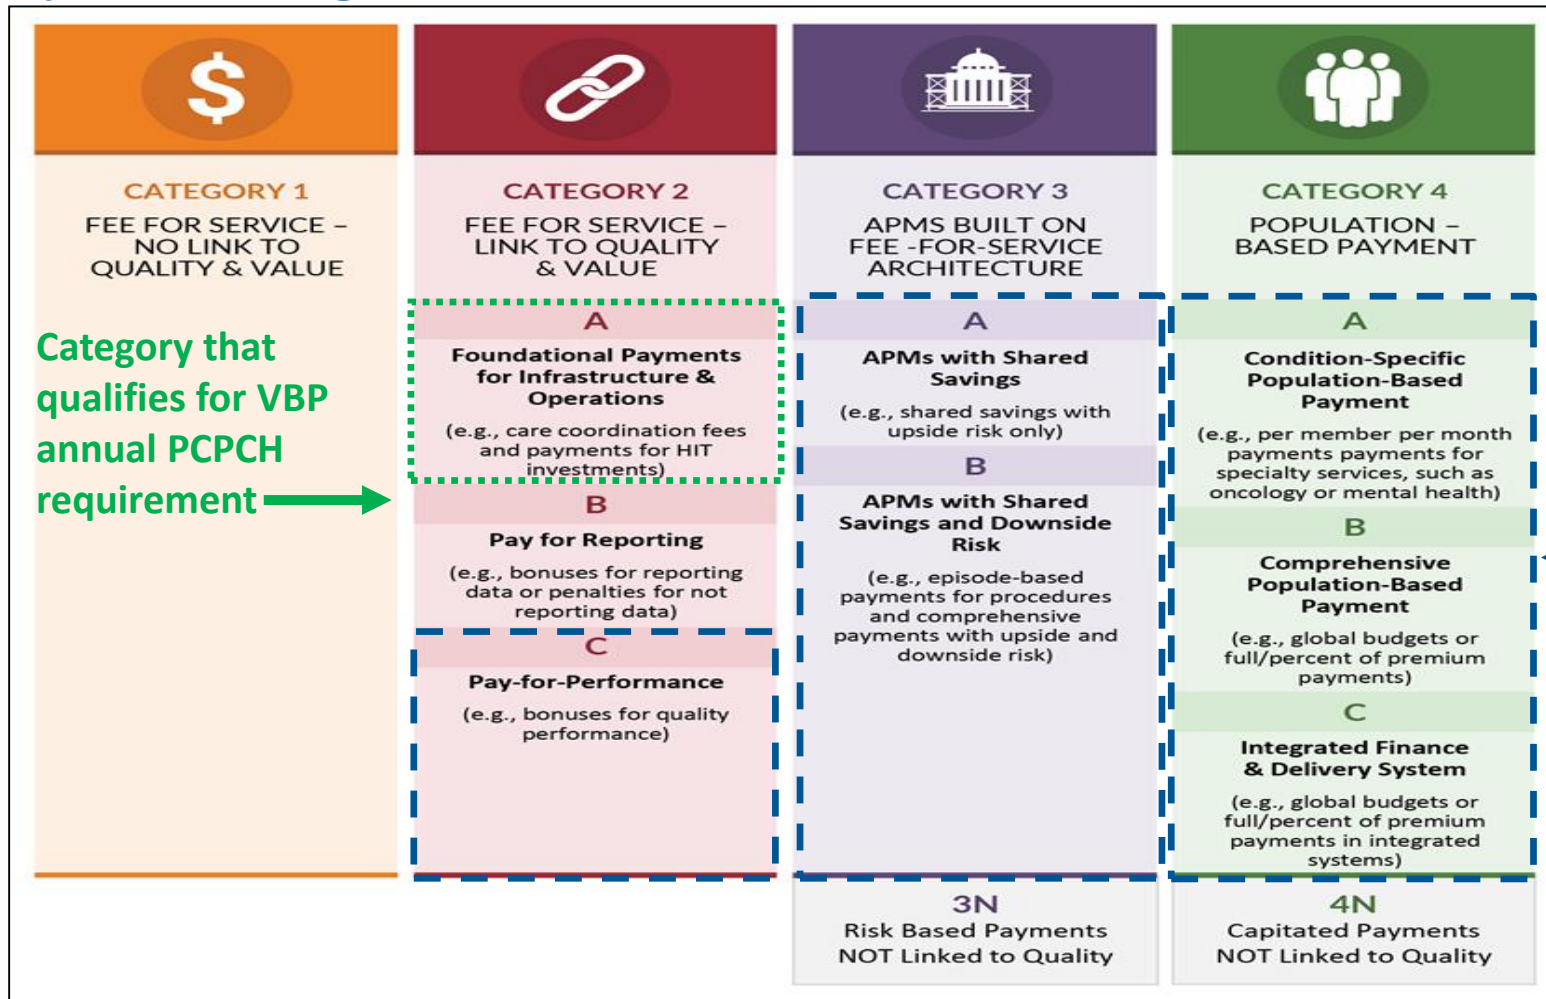 $
CATEGORY 1
FEE FOR SERVICE –
NO LINK TO
QUALITY & VALUE
Category that
qualifies for VBP
annual PCPCH
requirement
CATEGORY 2
FEE FOR SERVICE –
LINK TO QUALITY
& VALUE
A
Foundational Payments
for Infrastructure &
Operations
(e.g., care coordination fees
and payments for HIT
investments)
B
Pay for Reporting
(e.g., bonuses for reporting
data or penalties for not
reporting data)
C
Pay-for-Performance
(e.g., bonuses for quality
performance)
CATEGORY 3
APMS BUILT ON
FEE -FOR-SERVICE
ARCHITECTURE
A
APMs with Shared
Savings
(e.g., shared savings with
upside risk only)
B
APMs with Shared
Savings and Downside
Risk
(e.g., episode-based
payments for procedures
and comprehensive
payments with upside and
downside risk)
3N
Risk Based Payments
NOT Linked to Quality
CATEGORY 4
POPULATION –
BASED PAYMENT
A
Condition-Specific
Population-Based
Payment
(e.g., per member per month
payments payments for
specialty services, such as
oncology or mental health)
B
Comprehensive
Population-Based
Payment
(e.g., global budgets or
full/percent of premium
payments)
C
Integrated Finance
& Delivery System
(e.g., global budgets or
full/percent of premium
payments in integrated
systems)
4N
Capitated Payments
NOT Linked to Quality